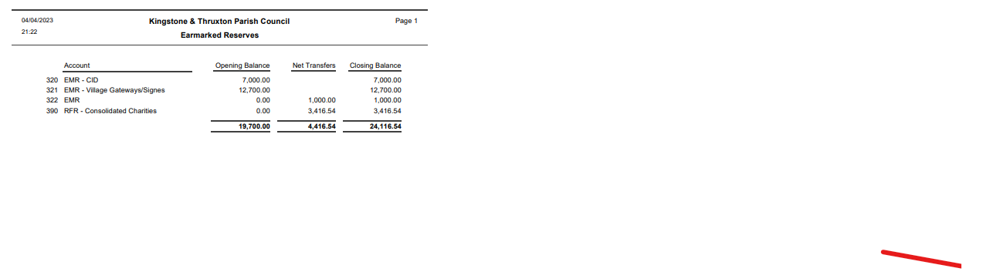 04/04/2023 Kingstone & Thruxton Parish Council Page 1
21:22 Earmarked Reserves
Account Opening Balance Net Transfers Closing Balance
320 EMR - CID 7,000.00 7,000.00
321 EMR - Village Gateways/Signes 12,700.00 12,700.00
322 EMR 0.00 1,000.00 1,000.00
390 RFR - Consolidated Charities 0.00 3,416.54 3,416.54
19,700.00 4,416.54 24,116.54